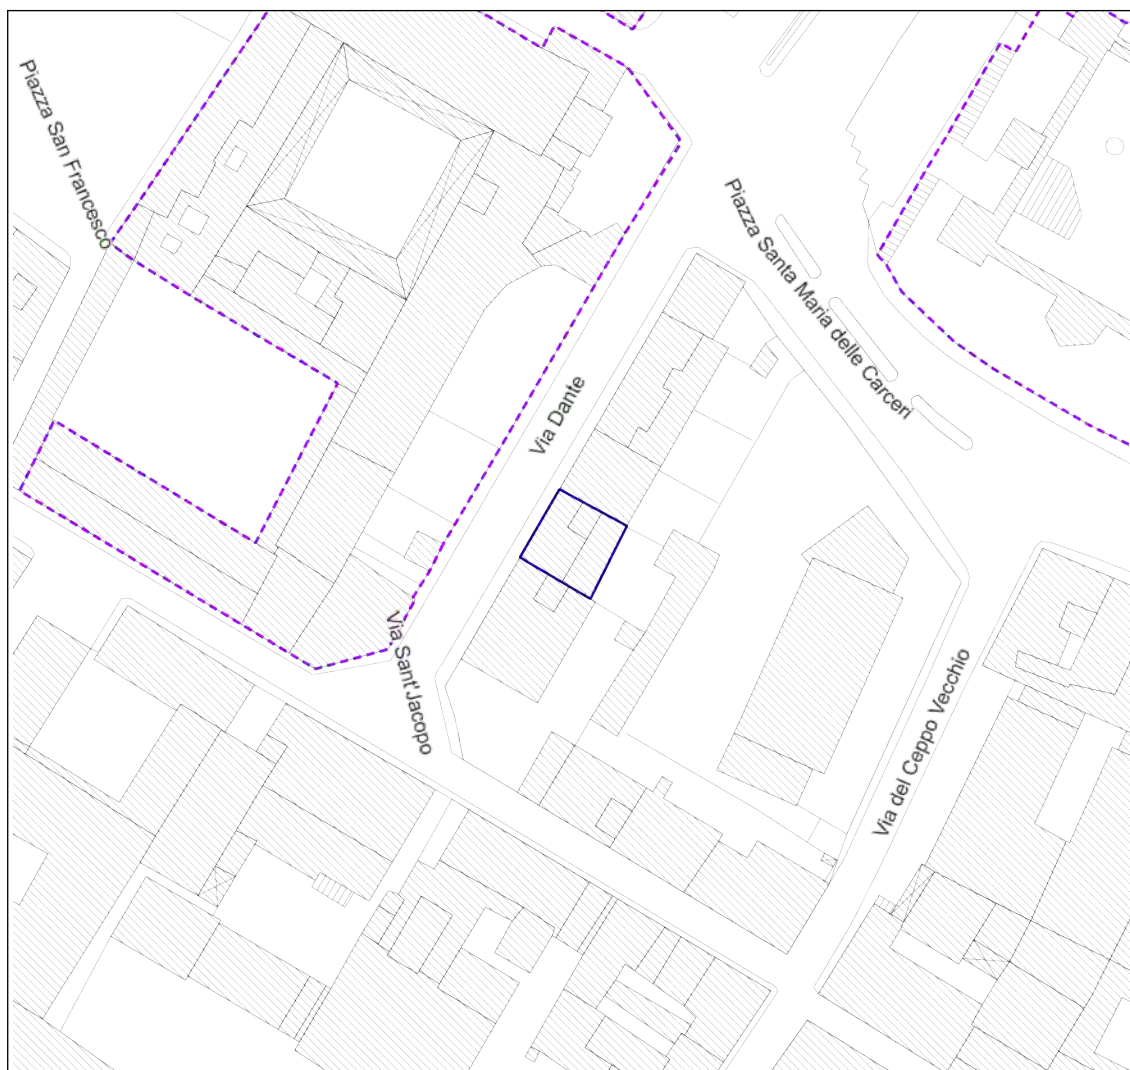 Piazza San Francesco
Piazza Santa Maria delle Carceri
Via Dante
Via Sant'Jacopo
Via del Ceppo Vecchio